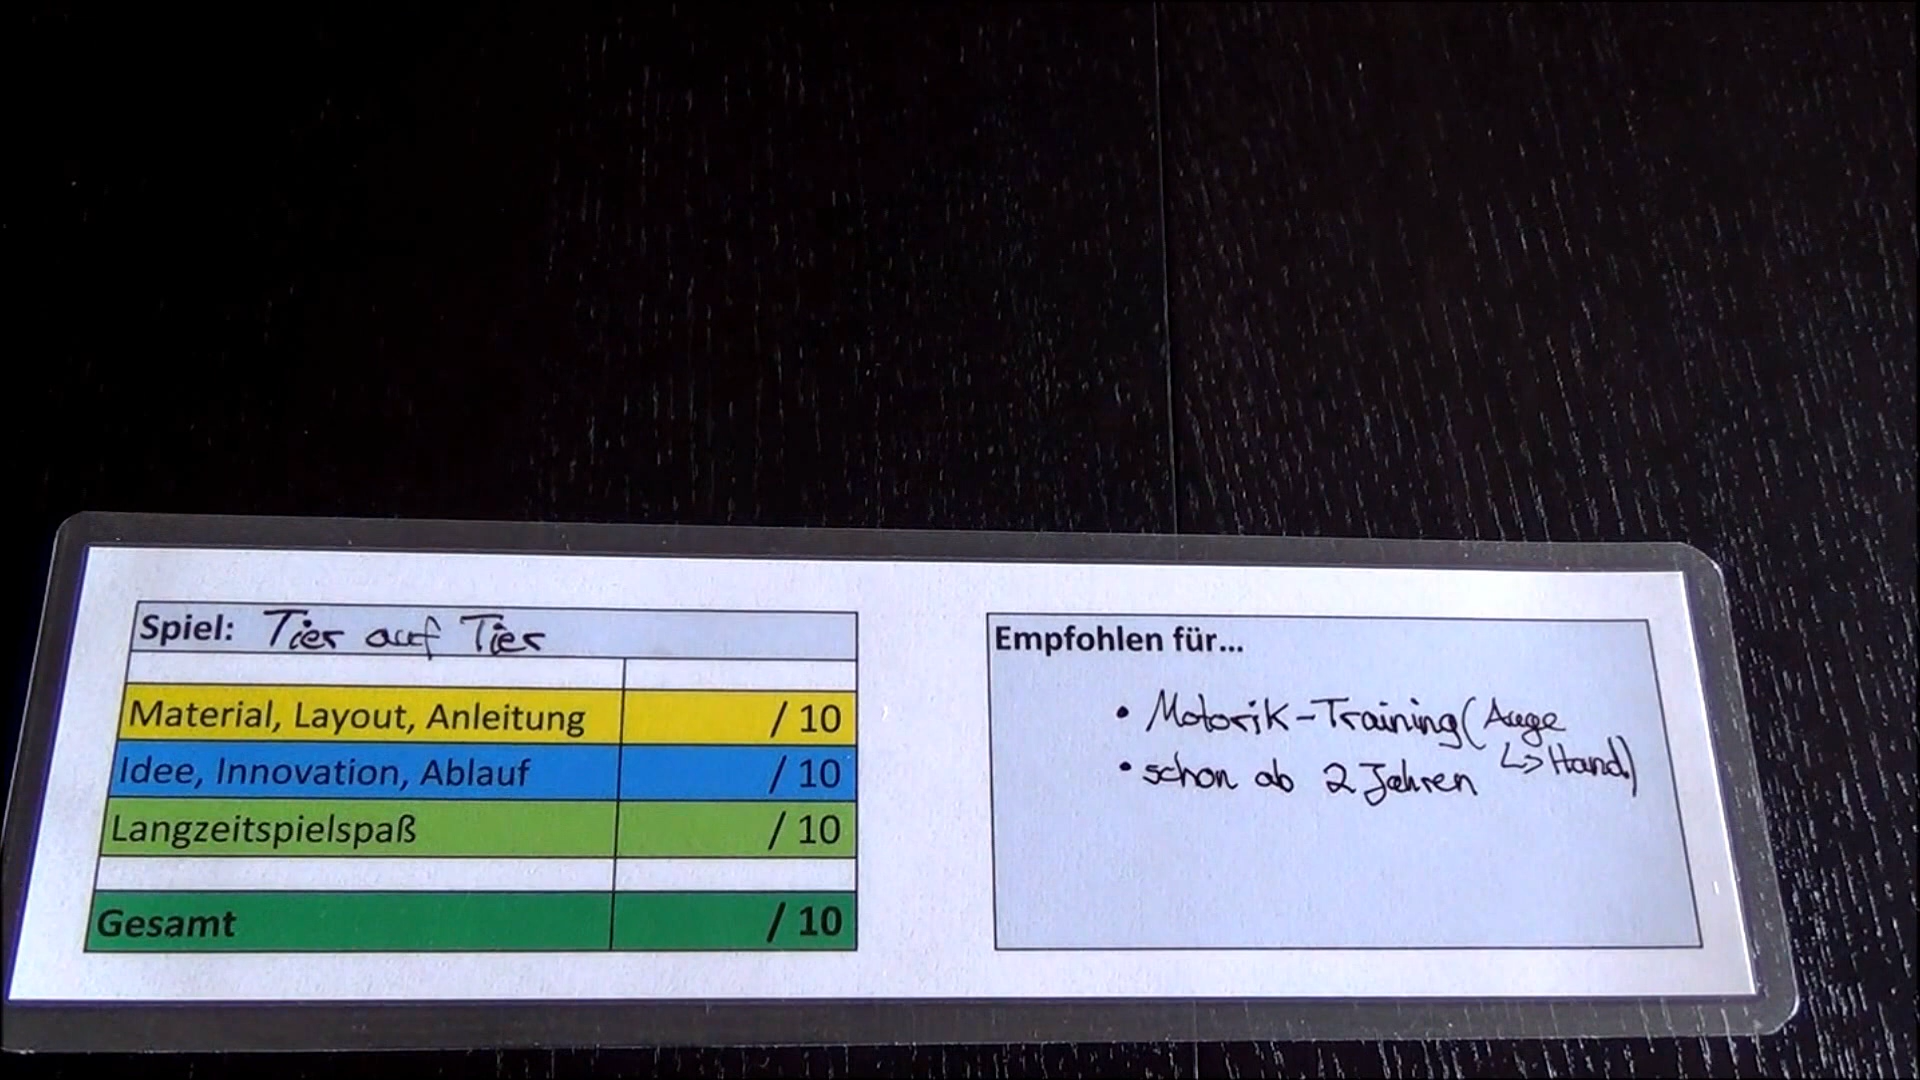 Spiel: Tier auf Tier
Material, Layout, Anleitung / 10
Idee, Innovation, Ablauf / 10
Langzeitspielspaß / 10
Gesamt / 10
Empfohlen für...
• Motorik-Training (Auge
↳ Hand)
• schon ab 2 Jahren